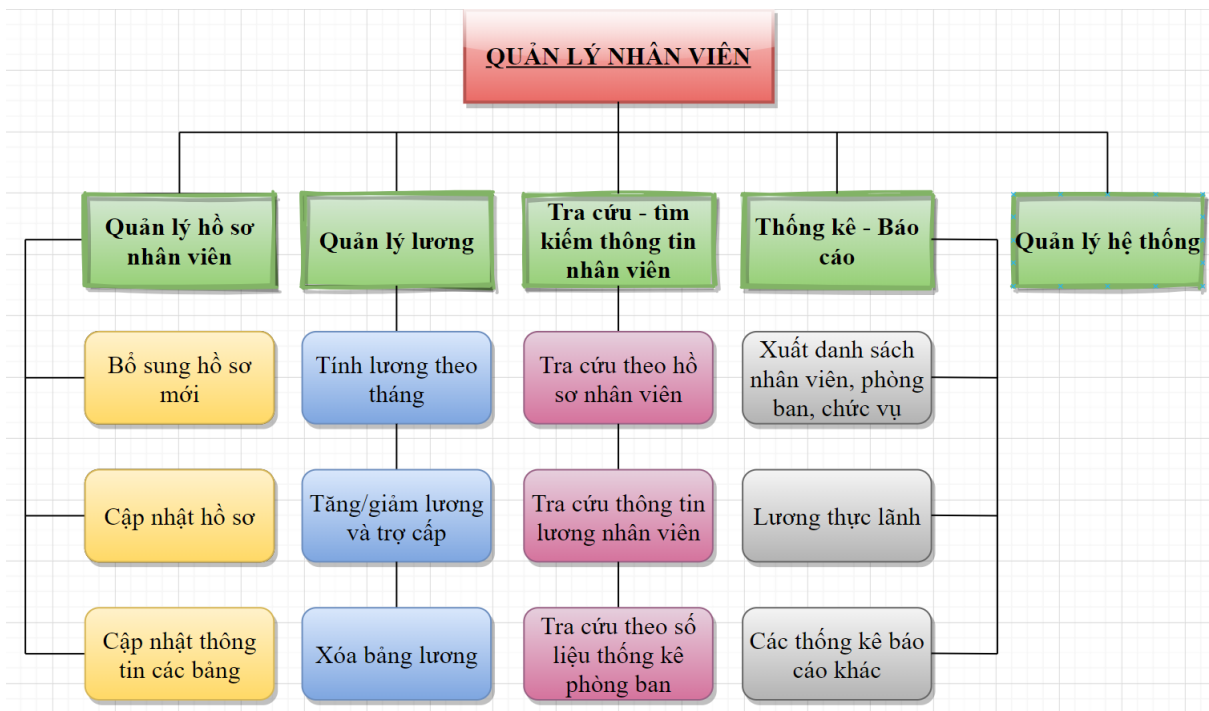 QUẢN LÝ NHÂN VIÊN
Quản lý hồ sơ
nhân viên
Quản lý lương
Tra cứu - tìm
kiếm thông tin
nhân viên
Thống kê - Báo
cáo
Quản lý hệ thống
Bổ sung hồ sơ
mới
Tính lương theo
tháng
Tra cứu theo hồ
sơ nhân viên
Xuất danh sách
nhân viên, phòng
ban, chức vụ
Cập nhật hồ sơ
Tăng/giảm lương
và trợ cấp
Tra cứu thông tin
lương nhân viên
Lương thực lãnh
Cập nhật thông
tin các bảng
Xóa bảng lương
Tra cứu theo số
liệu thống kê
phòng ban
Các thống kê báo
cáo khác